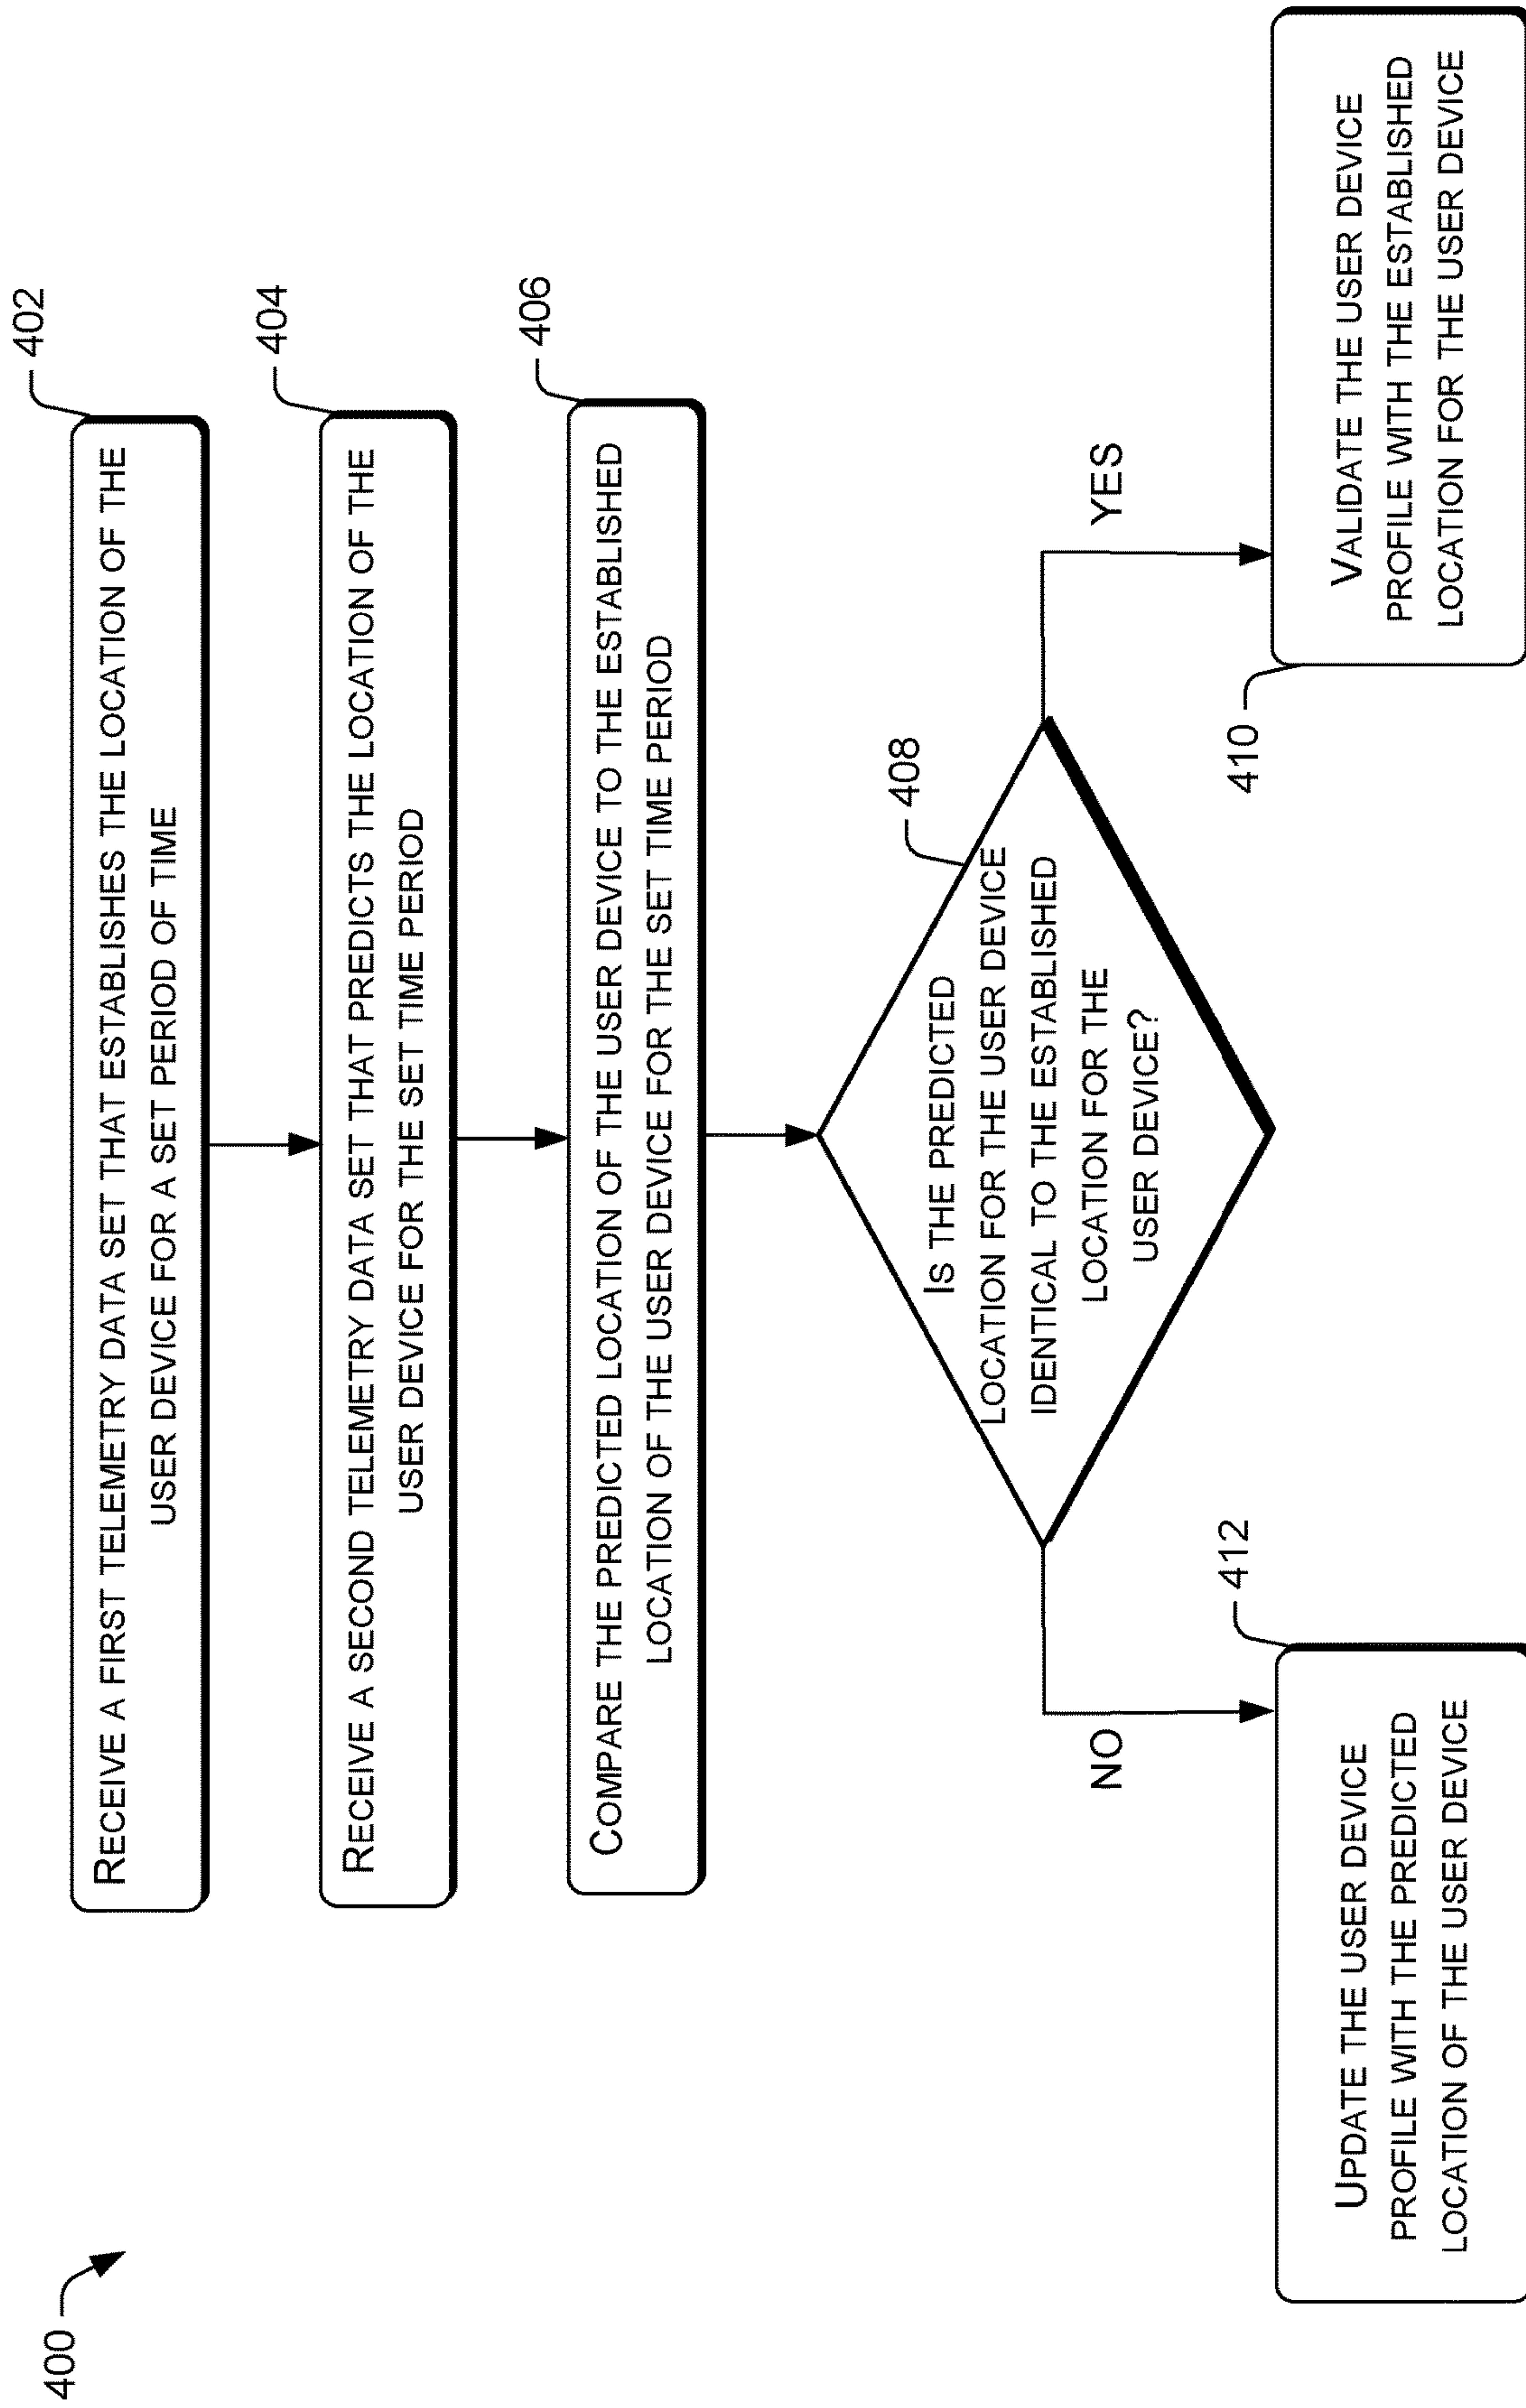 400
402
RECEIVE A FIRST TELEMETRY DATA SET THAT ESTABLISHES THE LOCATION OF THE
USER DEVICE FOR A SET PERIOD OF TIME
404
RECEIVE A SECOND TELEMETRY DATA SET THAT PREDICTS THE LOCATION OF THE
USER DEVICE FOR THE SET TIME PERIOD
406
COMPARE THE PREDICTED LOCATION OF THE USER DEVICE TO THE ESTABLISHED
LOCATION OF THE USER DEVICE FOR THE SET TIME PERIOD
408
IS THE PREDICTED
LOCATION FOR THE USER DEVICE
IDENTICAL TO THE ESTABLISHED
LOCATION FOR THE
USER DEVICE?
NO
YES
412
UPDATE THE USER DEVICE
PROFILE WITH THE PREDICTED
LOCATION OF THE USER DEVICE
410
VALIDATE THE USER DEVICE
PROFILE WITH THE ESTABLISHED
LOCATION FOR THE USER DEVICE